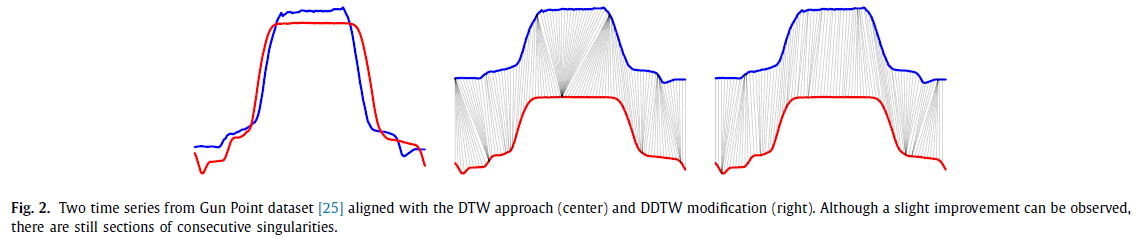 Fig. 2. Two time series from Gun Point dataset [25] aligned with the DTW approach (center) and DDTW modification (right). Although a slight improvement can be observed,
there are still sections of consecutive singularities.